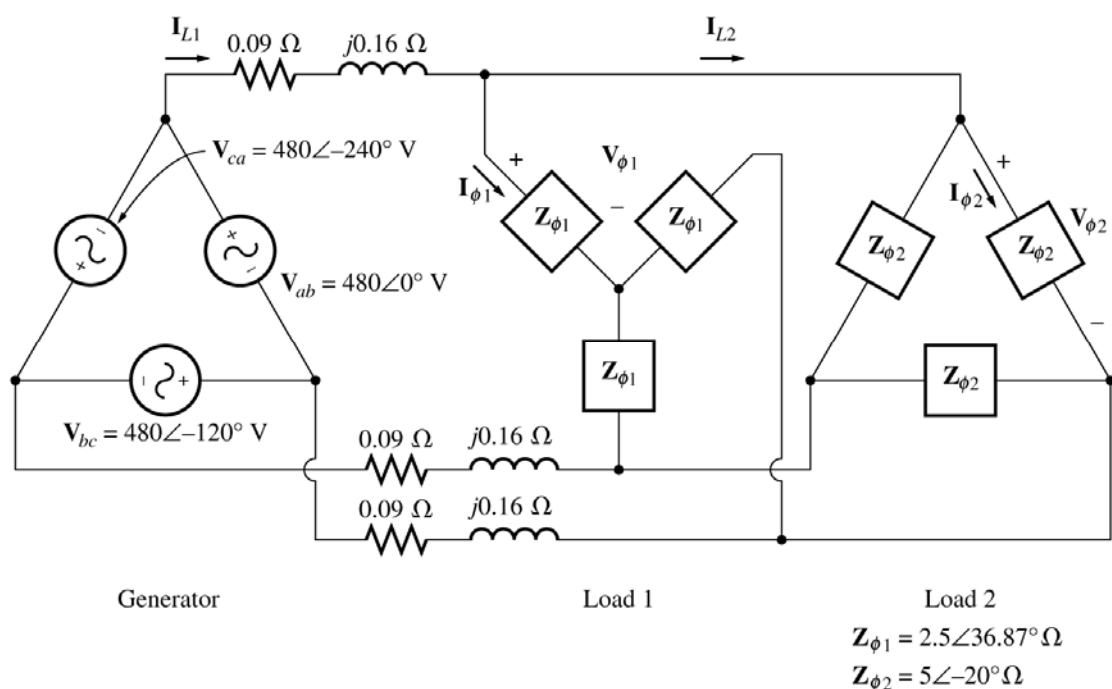 I_L1
0.09 Ω
j0.16 Ω
I_L2
V_ca = 480∠–240° V
+
V_ϕ1
I_ϕ1
–
Z_ϕ1
Z_ϕ1
+
I_ϕ2
V_ϕ2
Z_ϕ2
Z_ϕ2
–
–
+
+
–
V_ab = 480∠0° V
Z_ϕ1
Z_ϕ2
–
+
V_bc = 480∠–120° V
0.09 Ω
j0.16 Ω
0.09 Ω
j0.16 Ω
Generator
Load 1
Load 2
Z_ϕ1 = 2.5∠36.87° Ω
Z_ϕ2 = 5∠–20° Ω